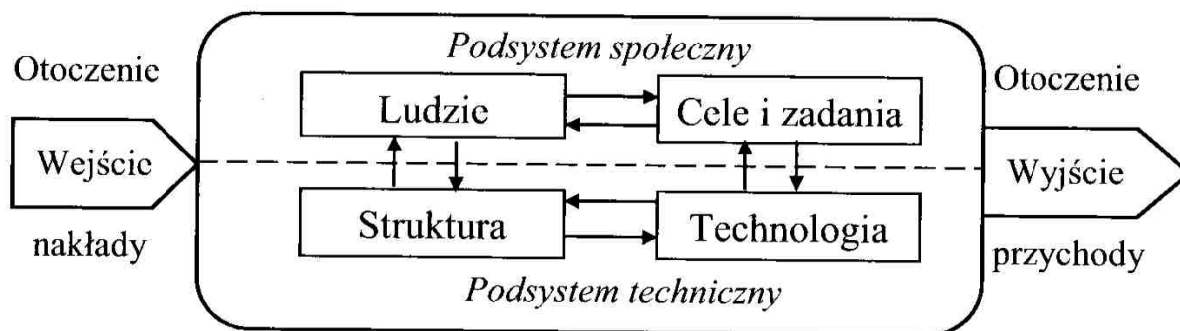 Podsystem społeczny
Otoczenie
Otoczenie
Ludzie
Cele i zadania
Wejście
Wyjście
Struktura
Technologia
nakłady
przychody
Podsystem techniczny